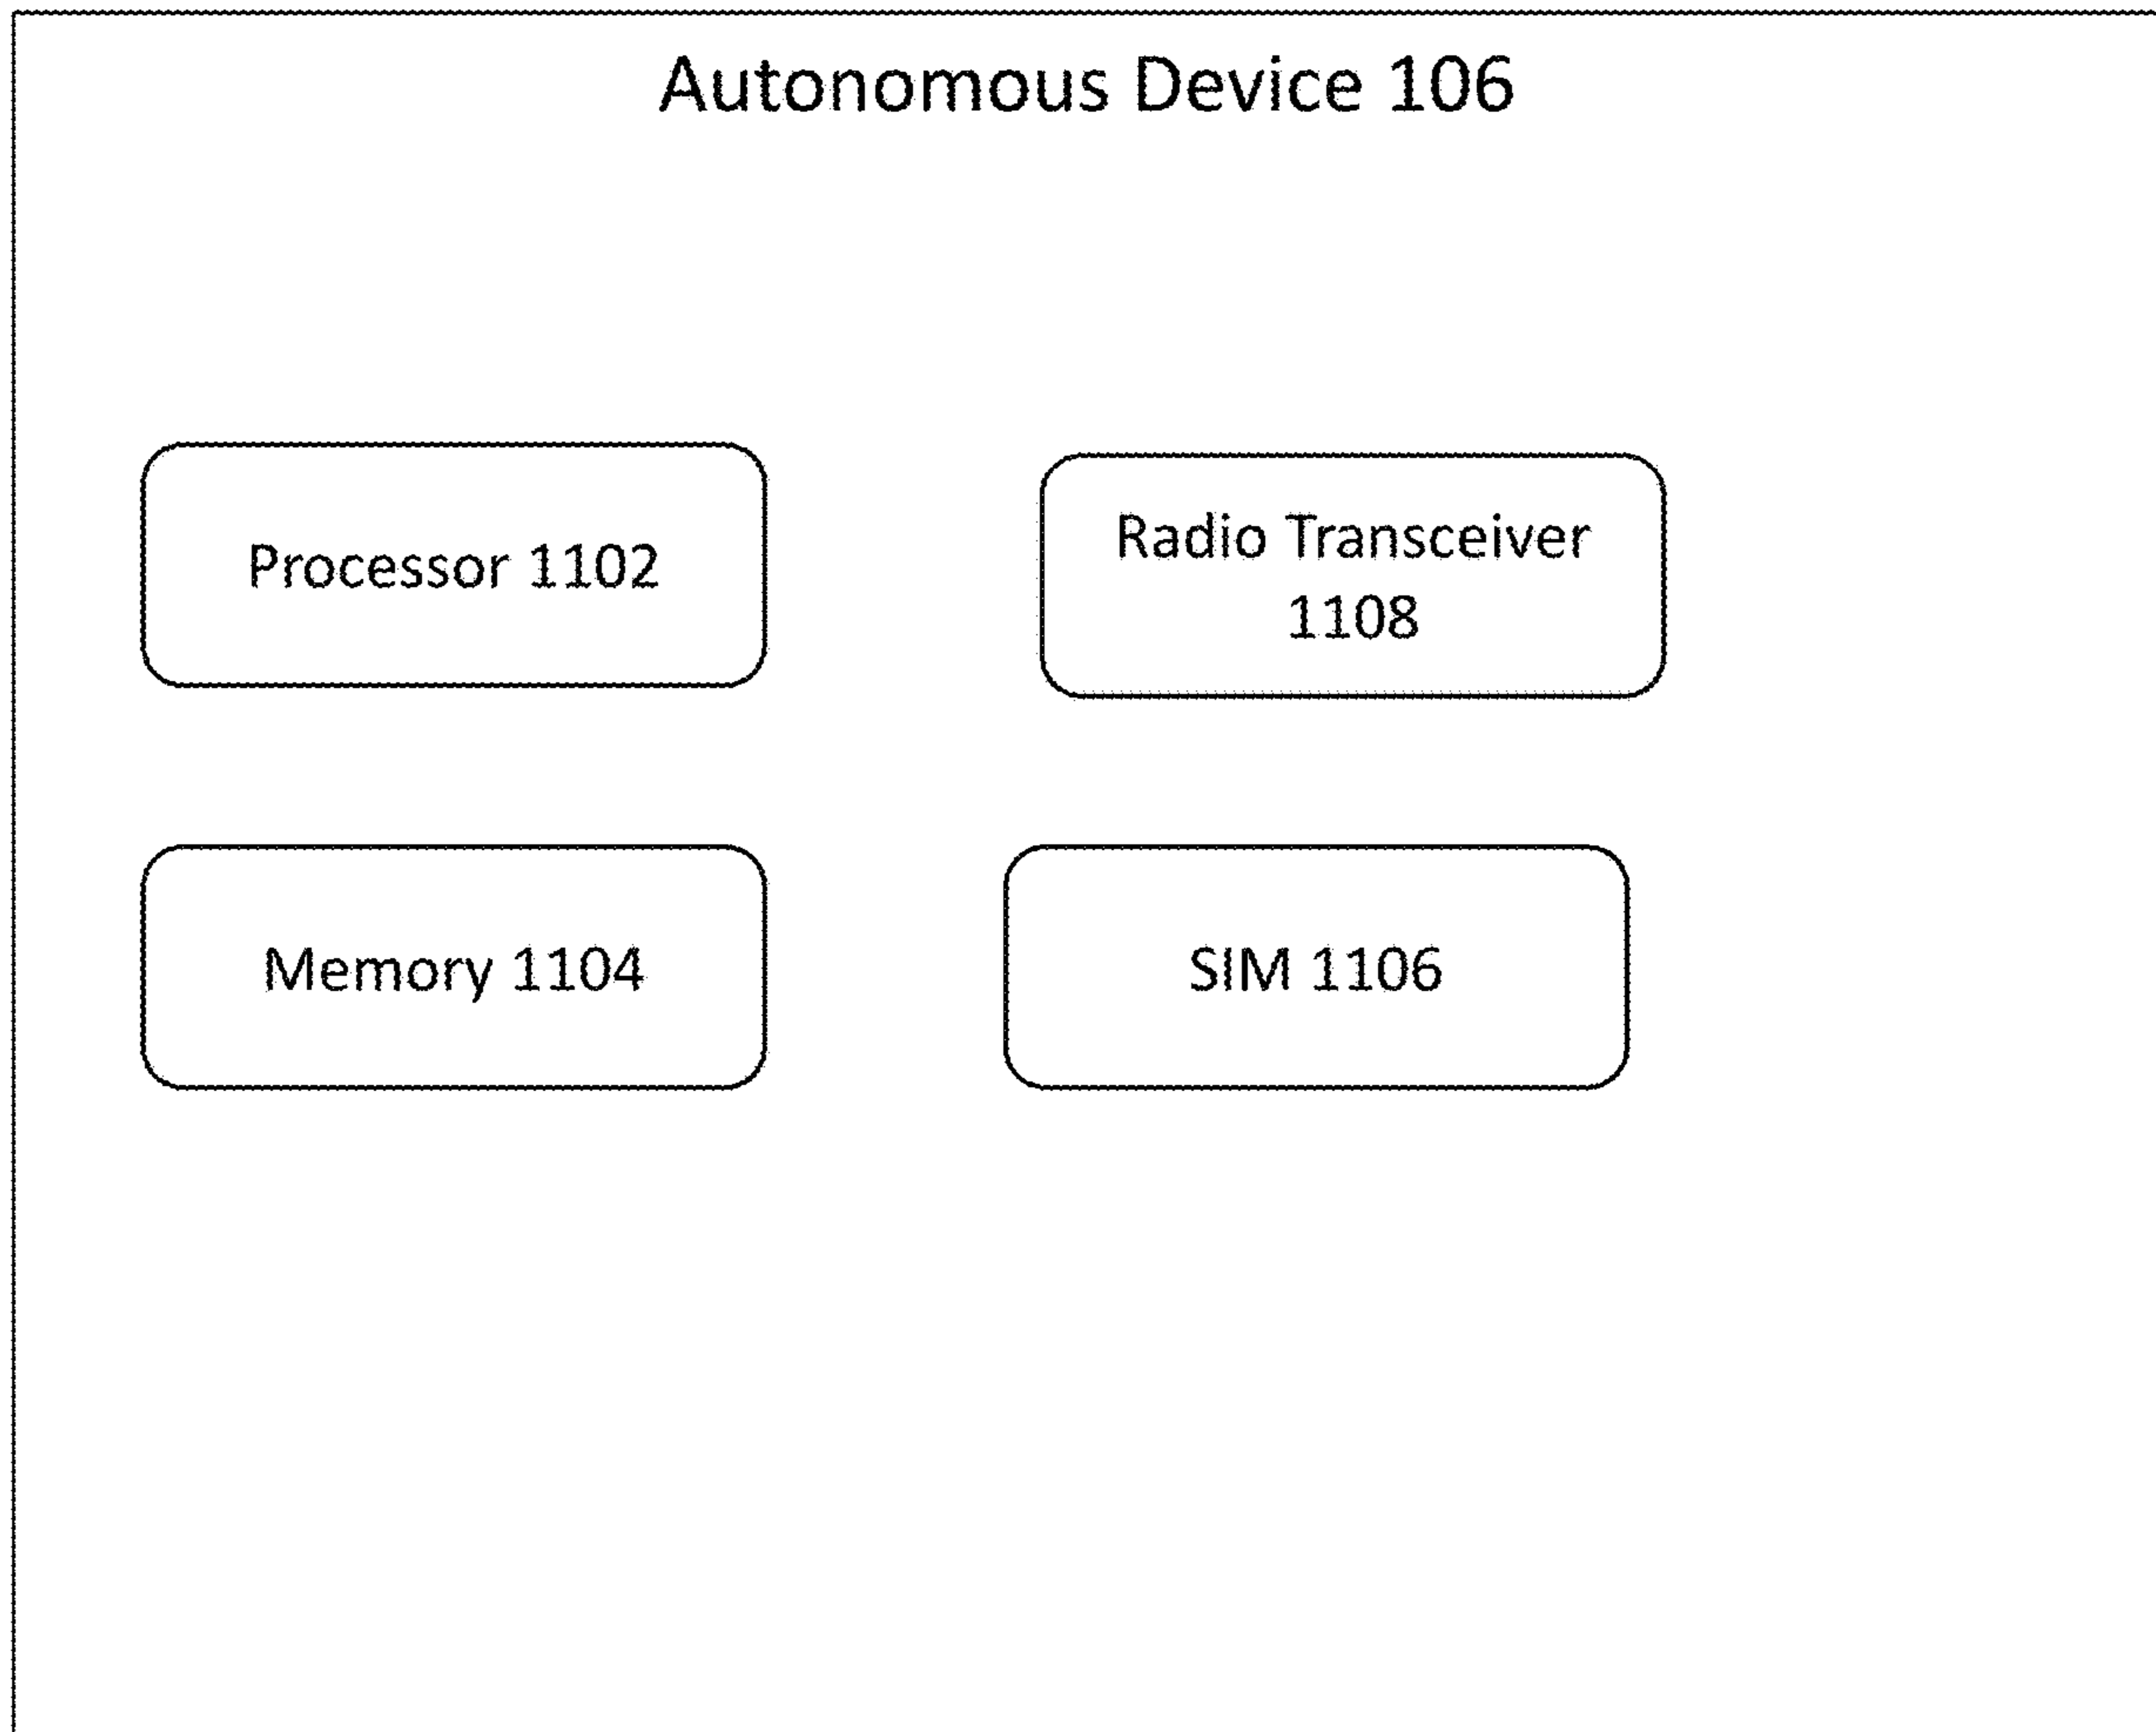 Autonomous Device 106
Processor 1102
Radio Transceiver
1108
Memory 1104
SIM 1106